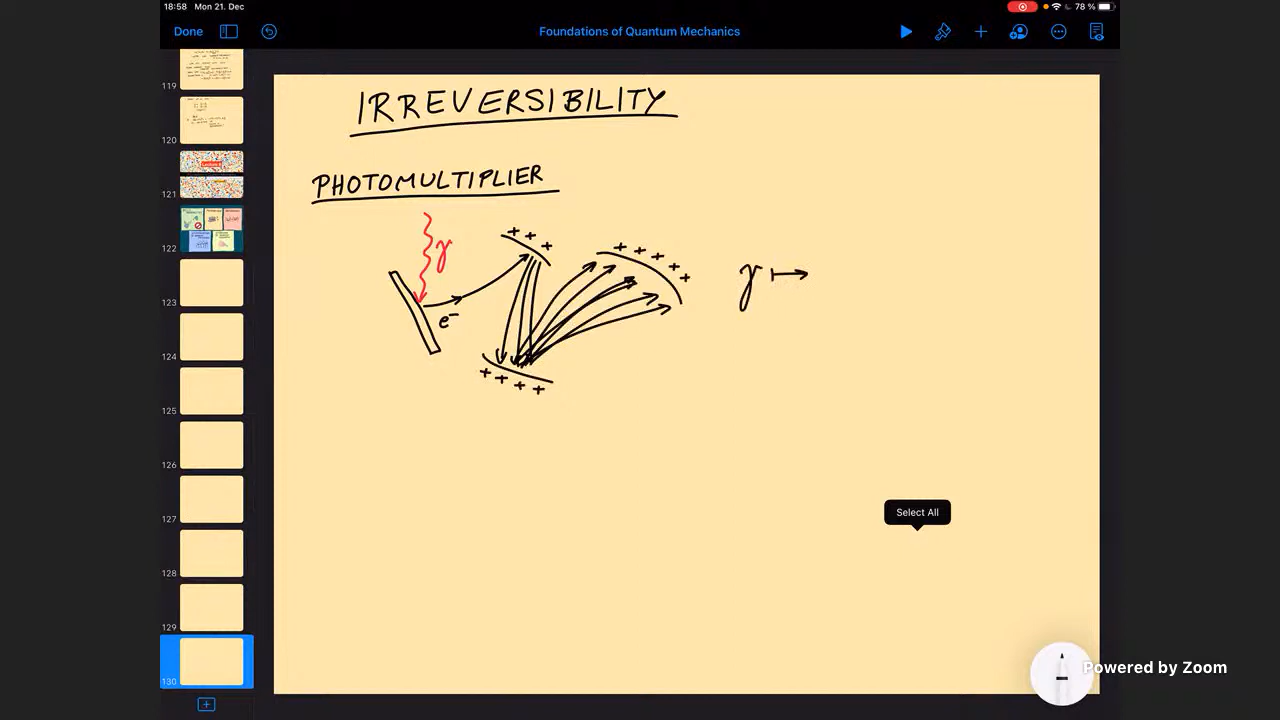 18:58 Mon 21. Dec
78 %
Done
Foundations of Quantum Mechanics
119
120
121
122
123
124
125
126
127
128
129
130
IRREVERSIBILITY
PHOTOMULTIPLIER
+ + +
+ + + + +
γ
γ ↦
e⁻
+ + + +
Select All
Powered by Zoom